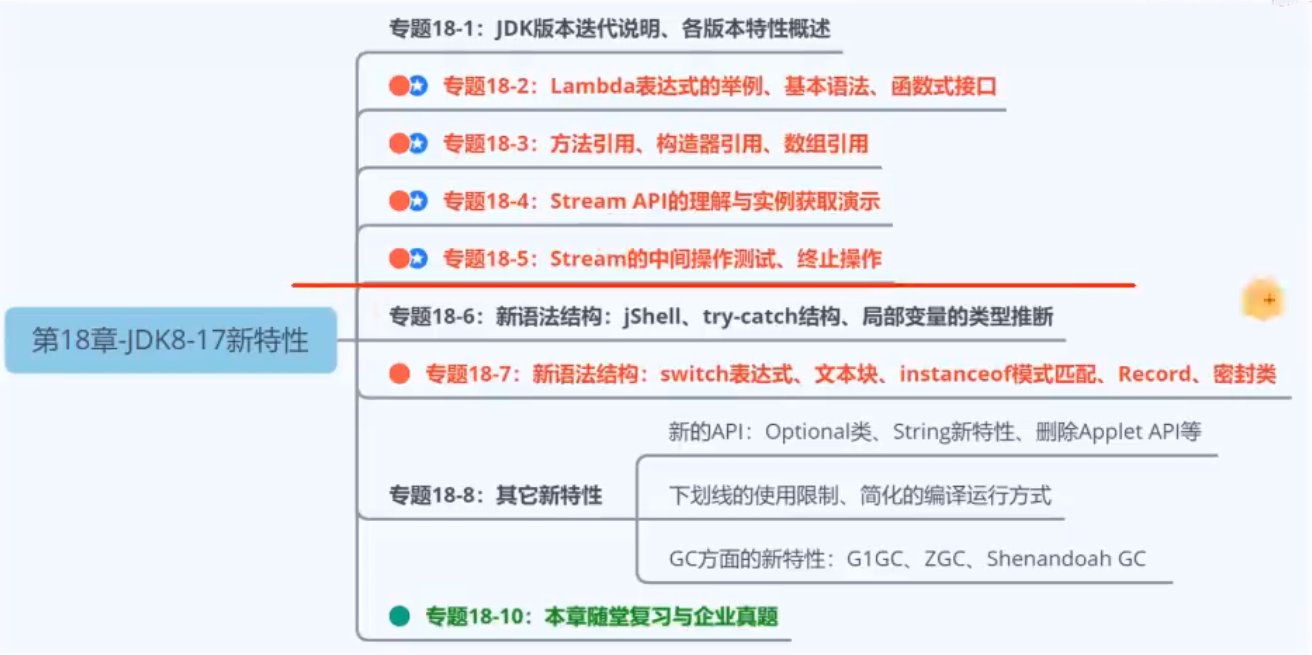 专题18-1：JDK版本迭代说明、各版本特性概述
专题18-2：Lambda表达式的举例、基本语法、函数式接口
专题18-3：方法引用、构造器引用、数组引用
专题18-4：Stream API的理解与实例获取演示
专题18-5：Stream的中间操作测试、终止操作
第18章-JDK8-17新特性
专题18-6：新语法结构：jShell、try-catch结构、局部变量的类型推断
专题18-7：新语法结构：switch表达式、文本块、instanceof模式匹配、Record、密封类
专题18-8：其它新特性
新的API：Optional类、String新特性、删除Applet API等
下划线的使用限制、简化的编译运行方式
GC方面的新特性：G1GC、ZGC、Shenandoah GC
专题18-10：本章随堂复习与企业真题